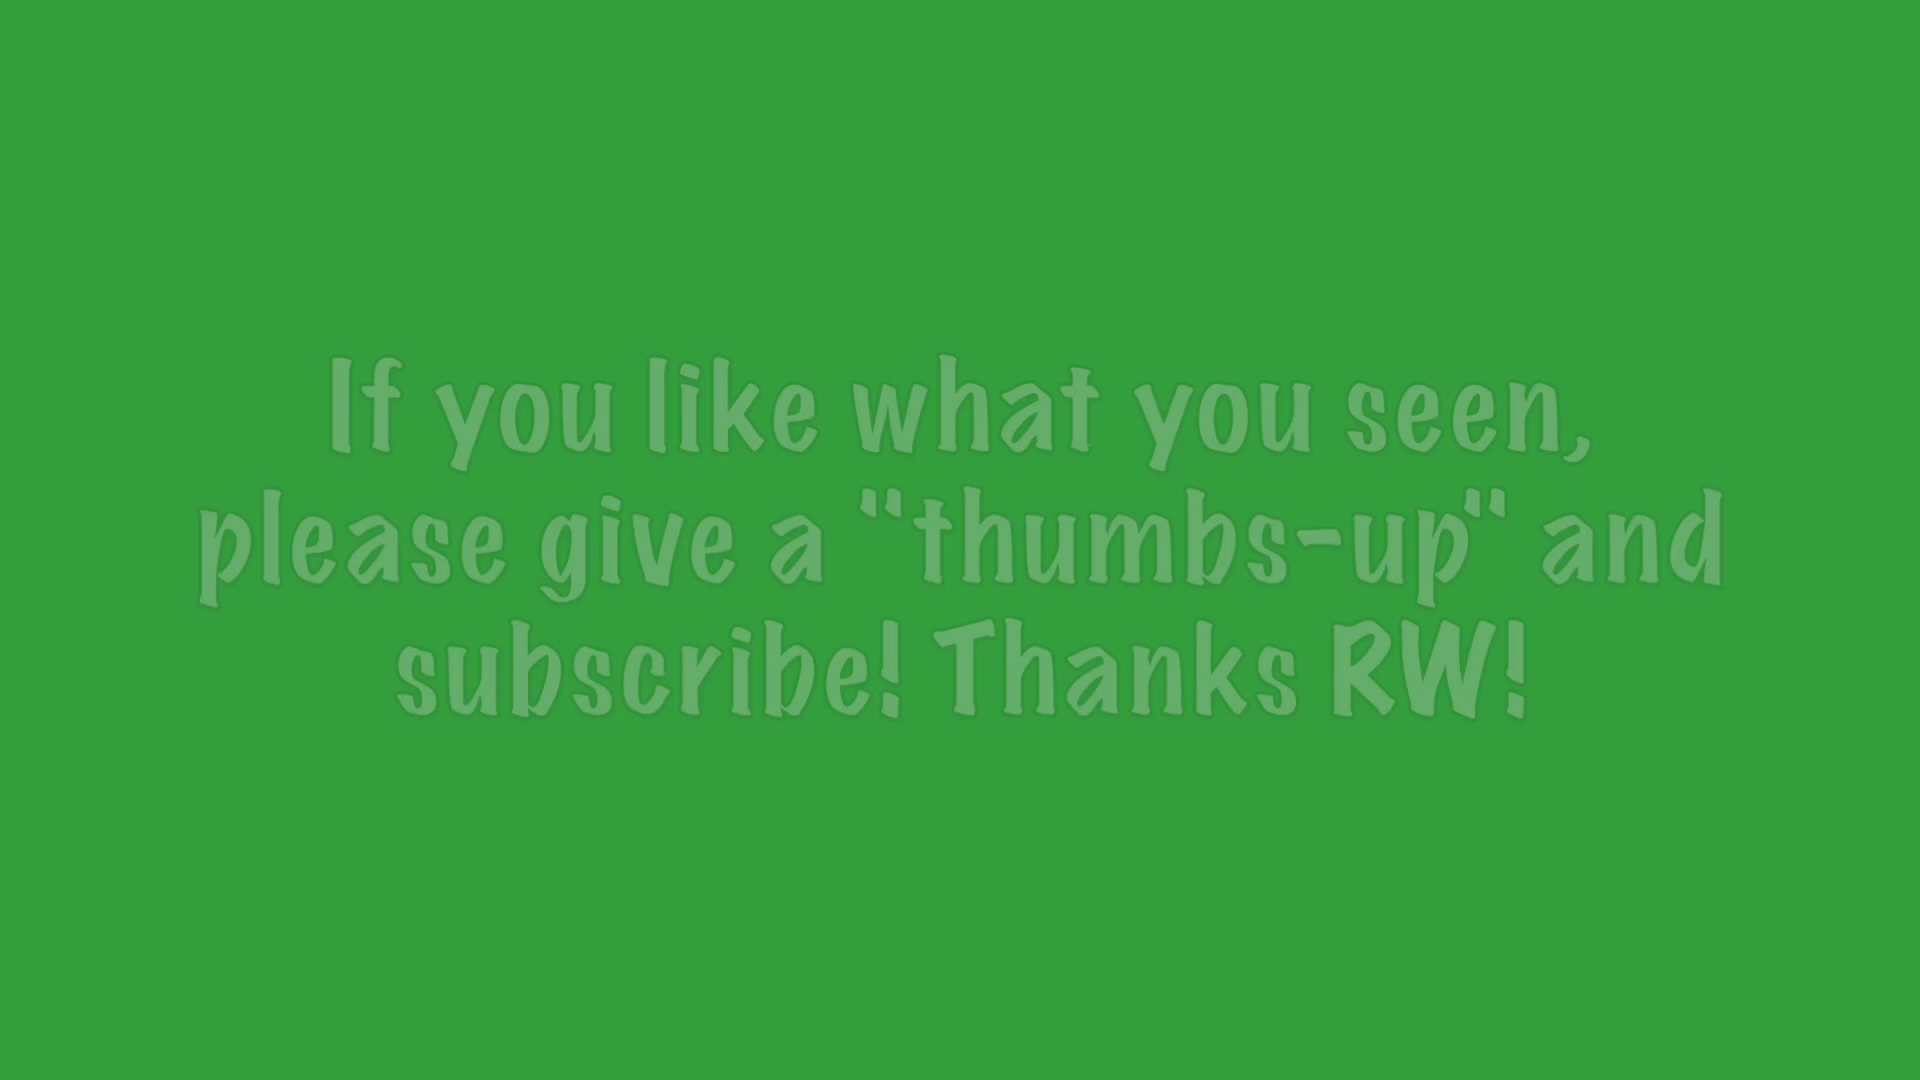 If you like what you seen,
please give a "thumbs-up" and
subscribe! Thanks RW!